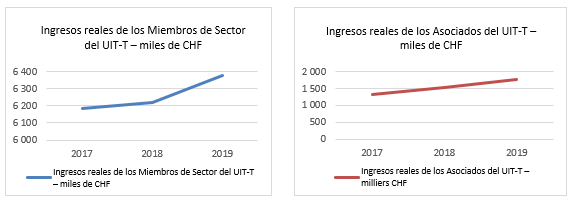 Ingresos reales de los Miembros de Sector
del UIT-T – miles de CHF
6 400
6 300
6 200
6 100
6 000
2017 2018 2019
Ingresos reales de los Miembros de Sector del UIT-T
– miles de CHF
Ingresos reales de los Asociados del UIT-T –
miles de CHF
2 000
1 500
1 000
500
0
2017 2018 2019
Ingresos reales de los Asociados del UIT-T –
milliers CHF